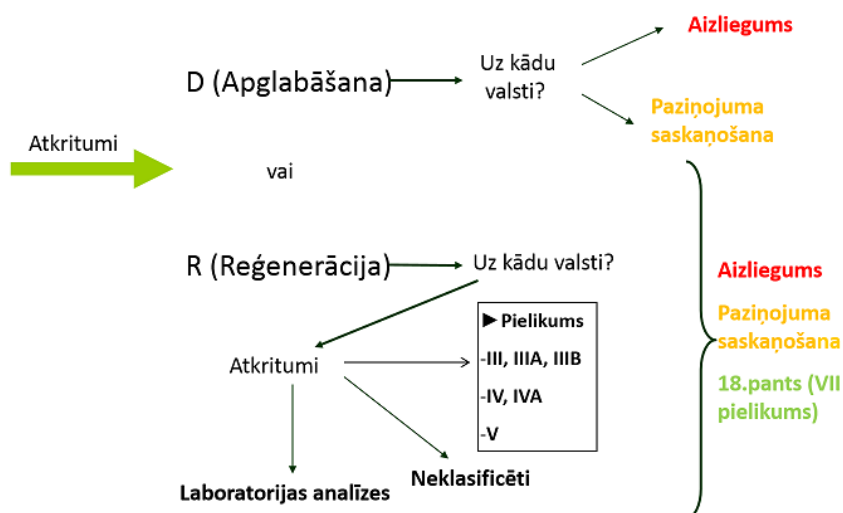 Aizliegums
D (Apglabāšana)
Uz kādu
valsti?
Paziņojuma
saskaņošana
Atkritumi
vai
R (Reģenerācija)
Uz kādu valsti?
Aizliegums
Paziņojuma
saskaņošana
18.pants (VII
pielikums)
►Pielikums
-III, IIIA, IIIB
-IV, IVA
-V
Atkritumi
Neklasificēti
Laboratorijas analīzes